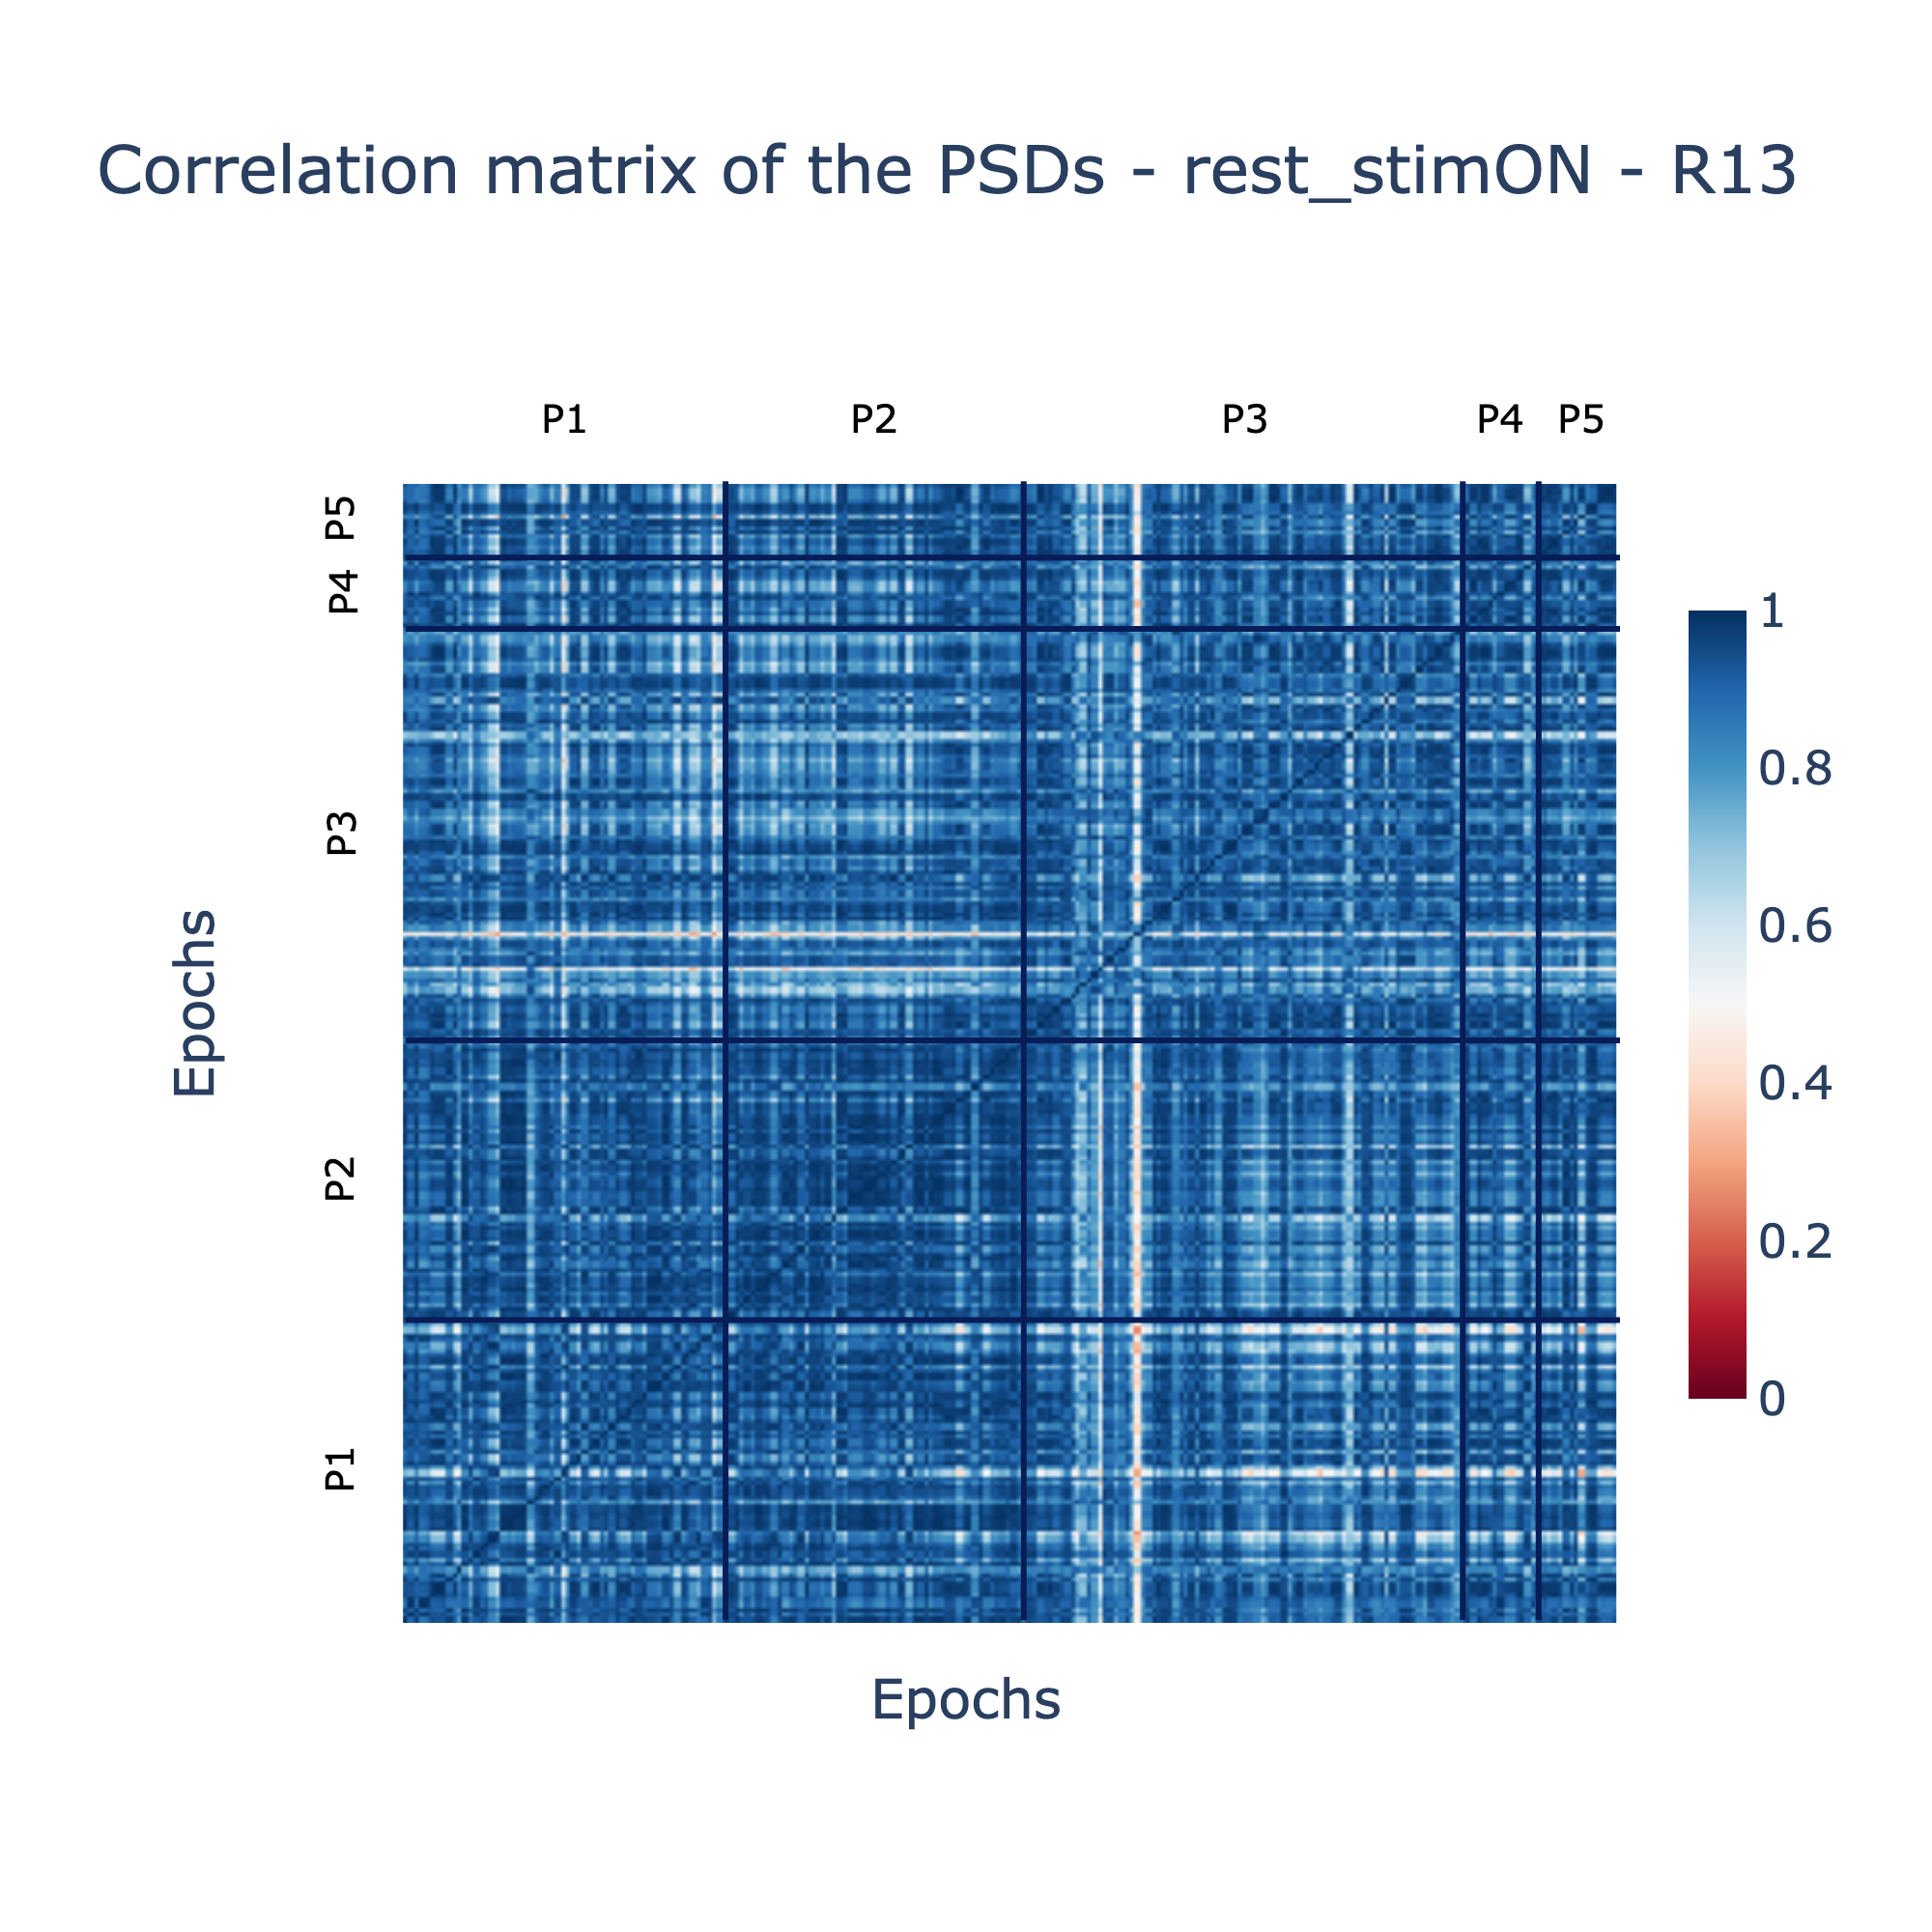 Correlation matrix of the PSDs - rest_stimON - R13
P1 P2 P3 P4 P5
P5
P4
P3
P2
P1
Epochs
Epochs
1
0.8
0.6
0.4
0.2
0